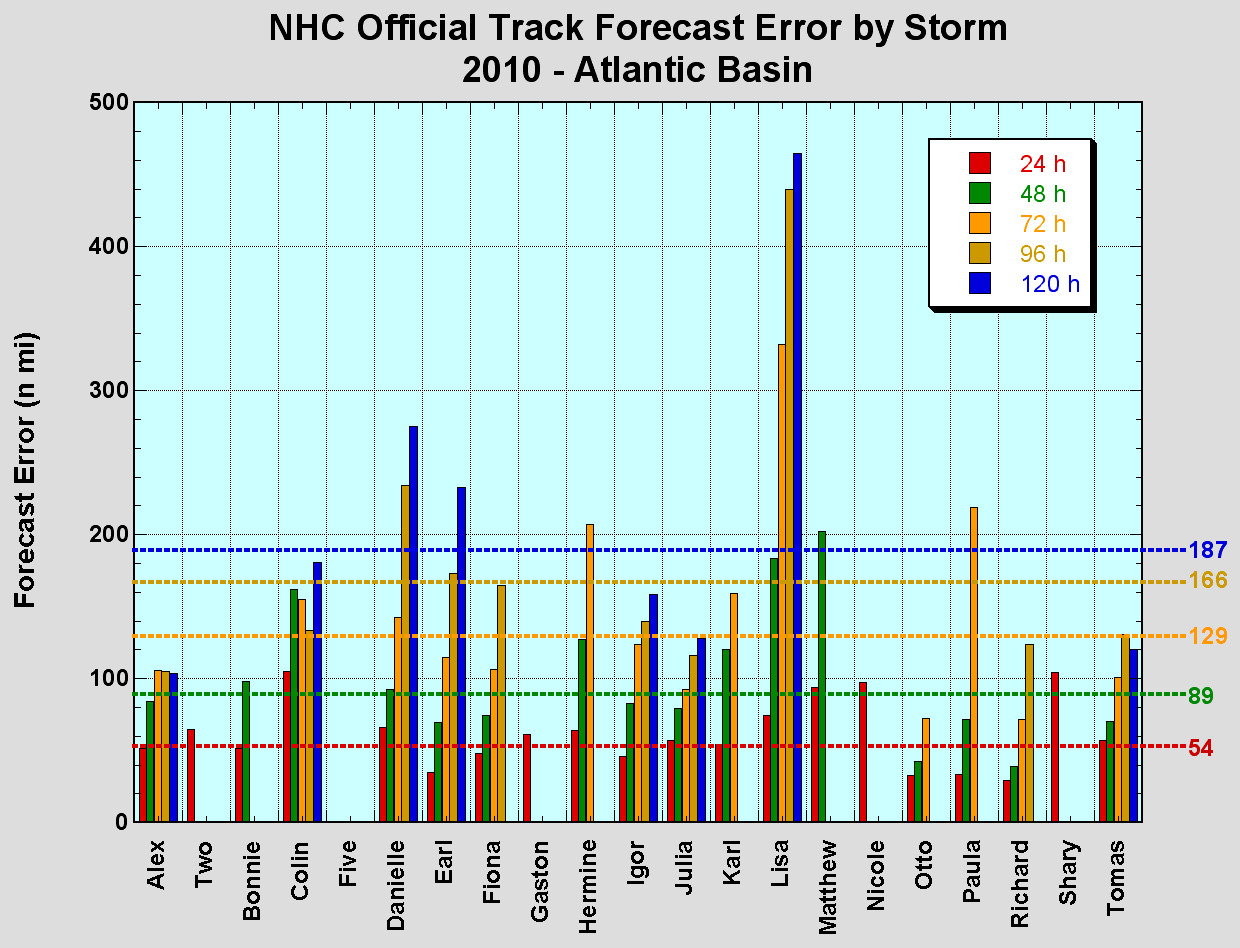 NHC Official Track Forecast Error by Storm
2010 - Atlantic Basin
Forecast Error (n mi)
500
400
300
200
100
0
24 h
48 h
72 h
96 h
120 h
187
166
129
89
54
Alex
Two
Bonnie
Colin
Five
Danielle
Earl
Fiona
Gaston
Hermine
Igor
Julia
Karl
Lisa
Matthew
Nicole
Otto
Paula
Richard
Shary
Tomas